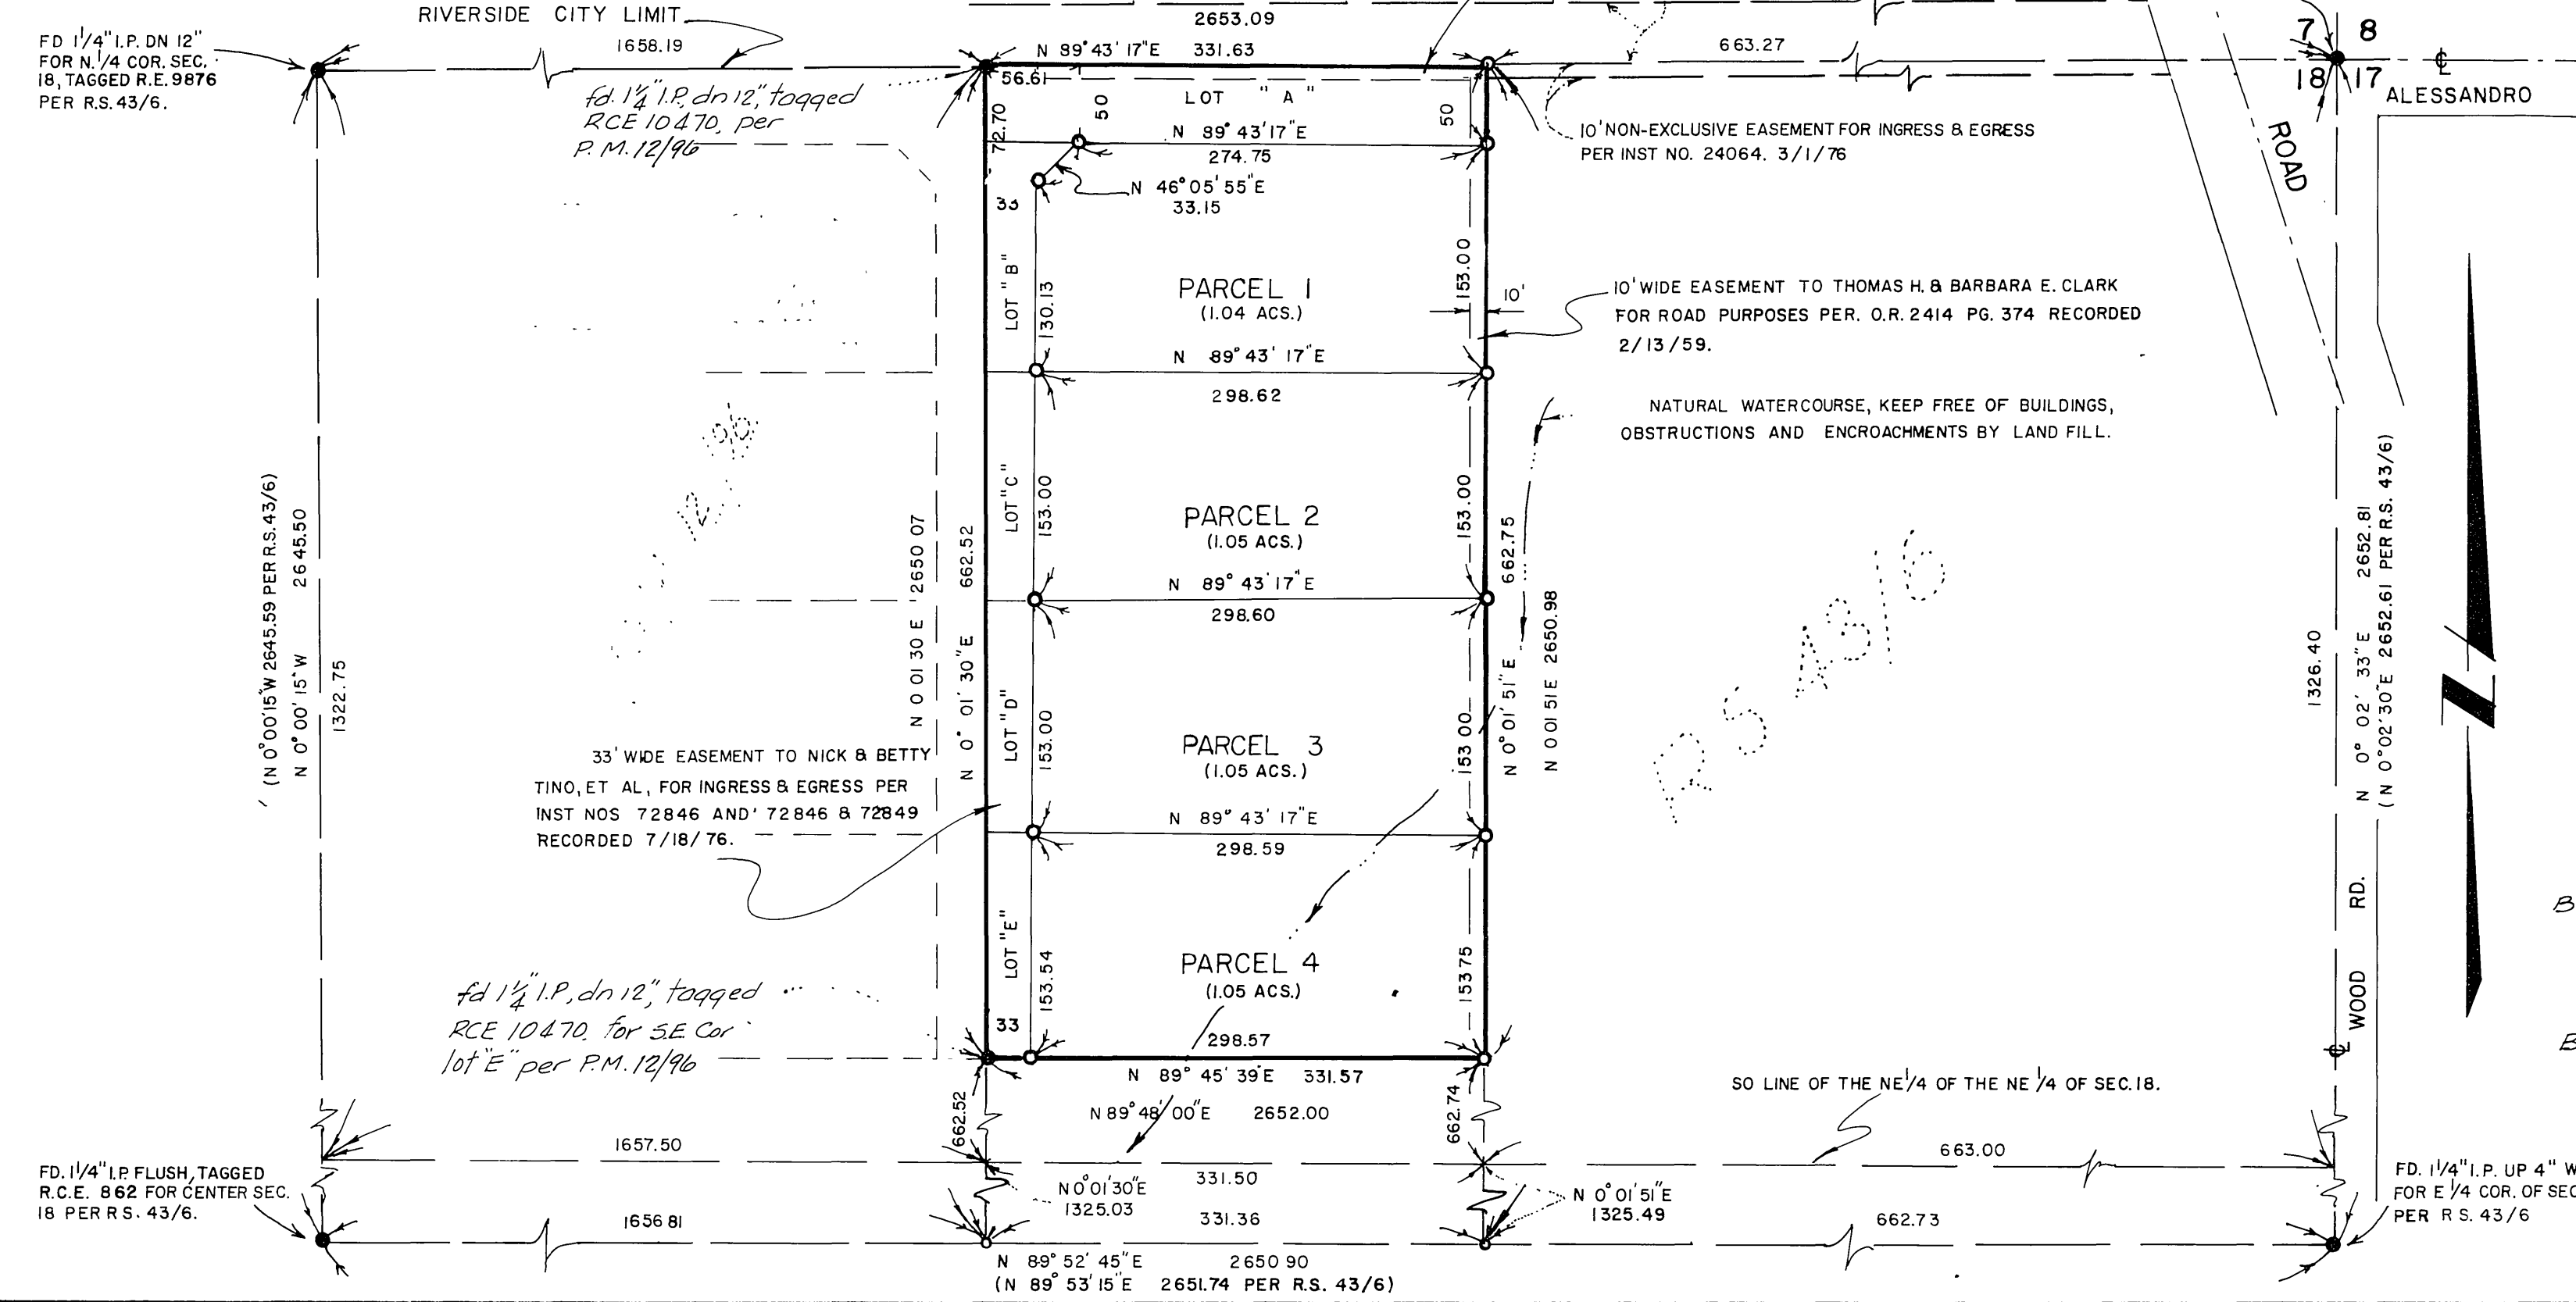 RIVERSIDE CITY LIMIT
2653.09
1658.19
N 89° 43' 17"E 331.63
663.27
FD 1 1/4" I.P. DN 12"
FOR N. 1/4 COR. SEC.
18, TAGGED R.E. 9876
PER R.S. 43/6.
7 8
18 17
℄
ALESSANDRO
ROAD
56.61
fd. 1 1/4" I.P., dn 12", tagged
RCE 10470, per
P.M. 12/96
72.70
50
LOT "A"
50
N 89° 43' 17"E
274.75
10' NON-EXCLUSIVE EASEMENT FOR INGRESS & EGRESS
PER INST NO. 24064. 3/1/76
N 46° 05' 55"E
33.15
33
LOT "B"
130.13
PARCEL 1
(1.04 ACS.)
153.00
10'
10' WIDE EASEMENT TO THOMAS H. & BARBARA E. CLARK
FOR ROAD PURPOSES PER. O.R. 2414 PG. 374 RECORDED
2/13/59.
N 89° 43' 17"E
298.62
NATURAL WATERCOURSE, KEEP FREE OF BUILDINGS,
OBSTRUCTIONS AND ENCROACHMENTS BY LAND FILL.
(N 0°00'15"W 2645.59 PER R.S. 43/6)
N 0° 00' 15"W 2645.50
1322.75
N 0 01 30 E 2650 07
N 0° 01' 30"E 662.52
LOT "C"
153.00
PARCEL 2
(1.05 ACS.)
153.00
N 89° 43' 17"E
298.60
N 0° 01' 51" E 662.75
N 0 01 51 E 2650.98
R S 43/6
1326.40
N 0° 02' 33"E 2652.81
(N 0°02'30"E 2652.61 PER R.S. 43/6)
LOT "D"
153.00
PARCEL 3
(1.05 ACS.)
153 00
33' WIDE EASEMENT TO NICK & BETTY
TINO, ET AL, FOR INGRESS & EGRESS PER
INST NOS 72846 AND 72846 & 72849
RECORDED 7/18/76.
N 89° 43' 17"E
298.59
LOT "E"
153.54
PARCEL 4
(1.05 ACS.)
153 75
℄ WOOD RD.
B
B
fd 1 1/4" I.P., dn 12", tagged
RCE 10470, for S.E Cor
lot "E" per P.M. 12/96
33
298.57
N 89° 45' 39"E 331.57
N 89° 48' 00"E 2652.00
662.52
662.74
SO LINE OF THE NE 1/4 OF THE NE 1/4 OF SEC. 18.
1657.50
331.50
663.00
FD. 1 1/4" I.P. FLUSH, TAGGED
R.C.E. 862 FOR CENTER SEC.
18 PER R S. 43/6.
N 0° 01' 30"E
1325.03
N 0° 01' 51"E
1325.49
FD. 1 1/4" I.P. UP 4" W
FOR E 1/4 COR. OF SEC
PER R S. 43/6
1656 81
331.36
662.73
N 89° 52' 45"E 2650 90
(N 89° 53' 15"E 2651.74 PER R.S. 43/6)